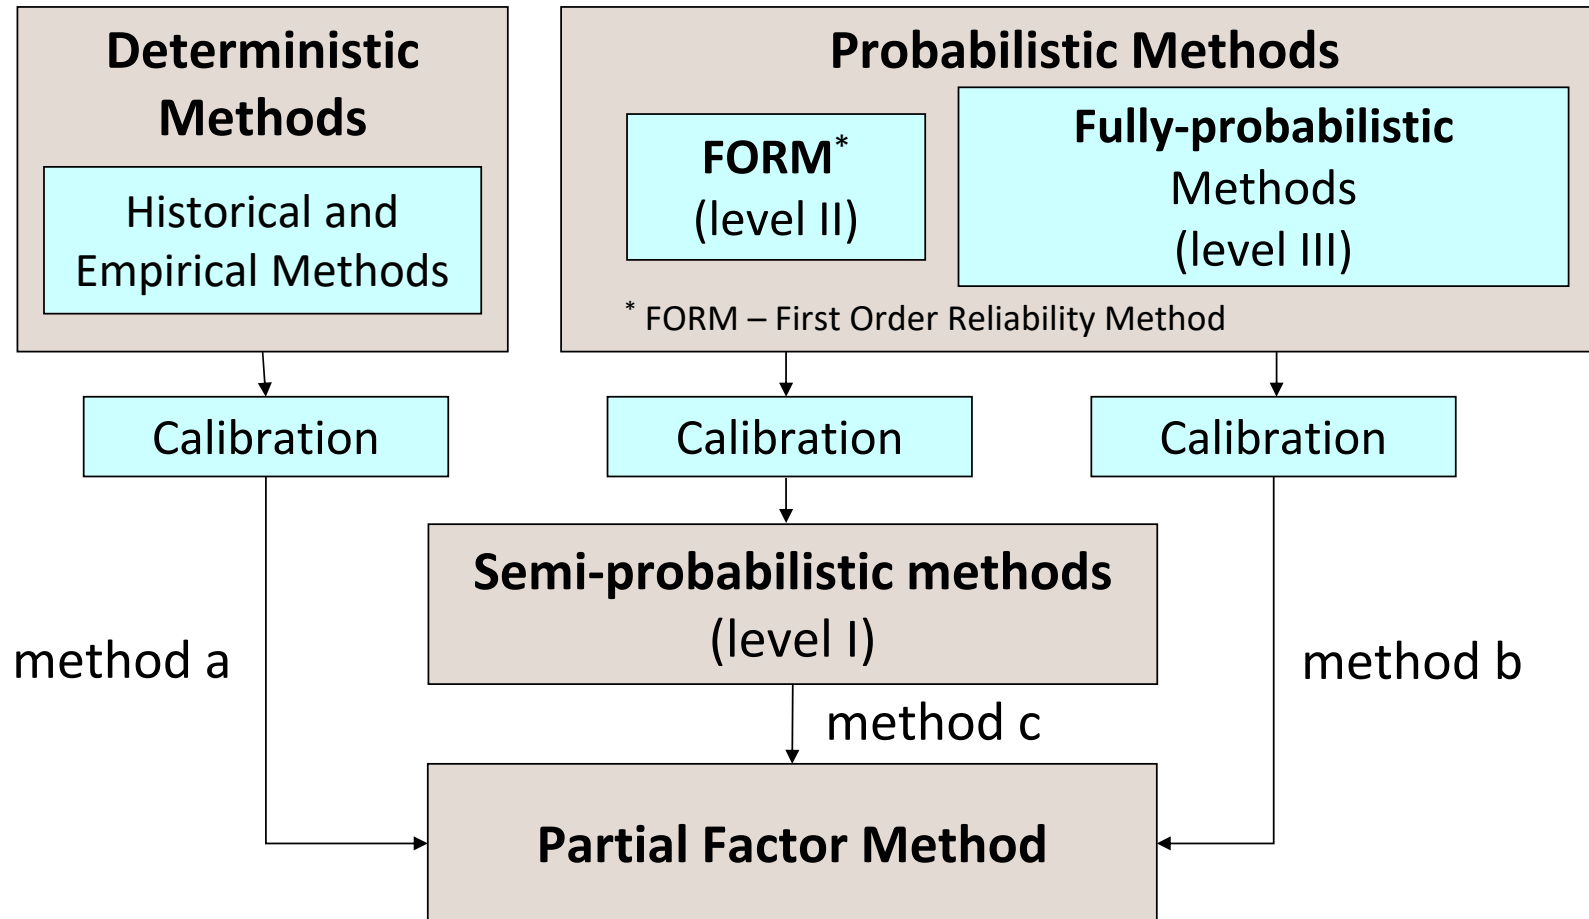 Deterministic
Methods
Historical and
Empirical Methods
Probabilistic Methods
FORM*
(level II)
Fully-probabilistic
Methods
(level III)
* FORM – First Order Reliability Method
Calibration
Calibration
Calibration
Semi-probabilistic methods
(level I)
method a
method b
method c
Partial Factor Method